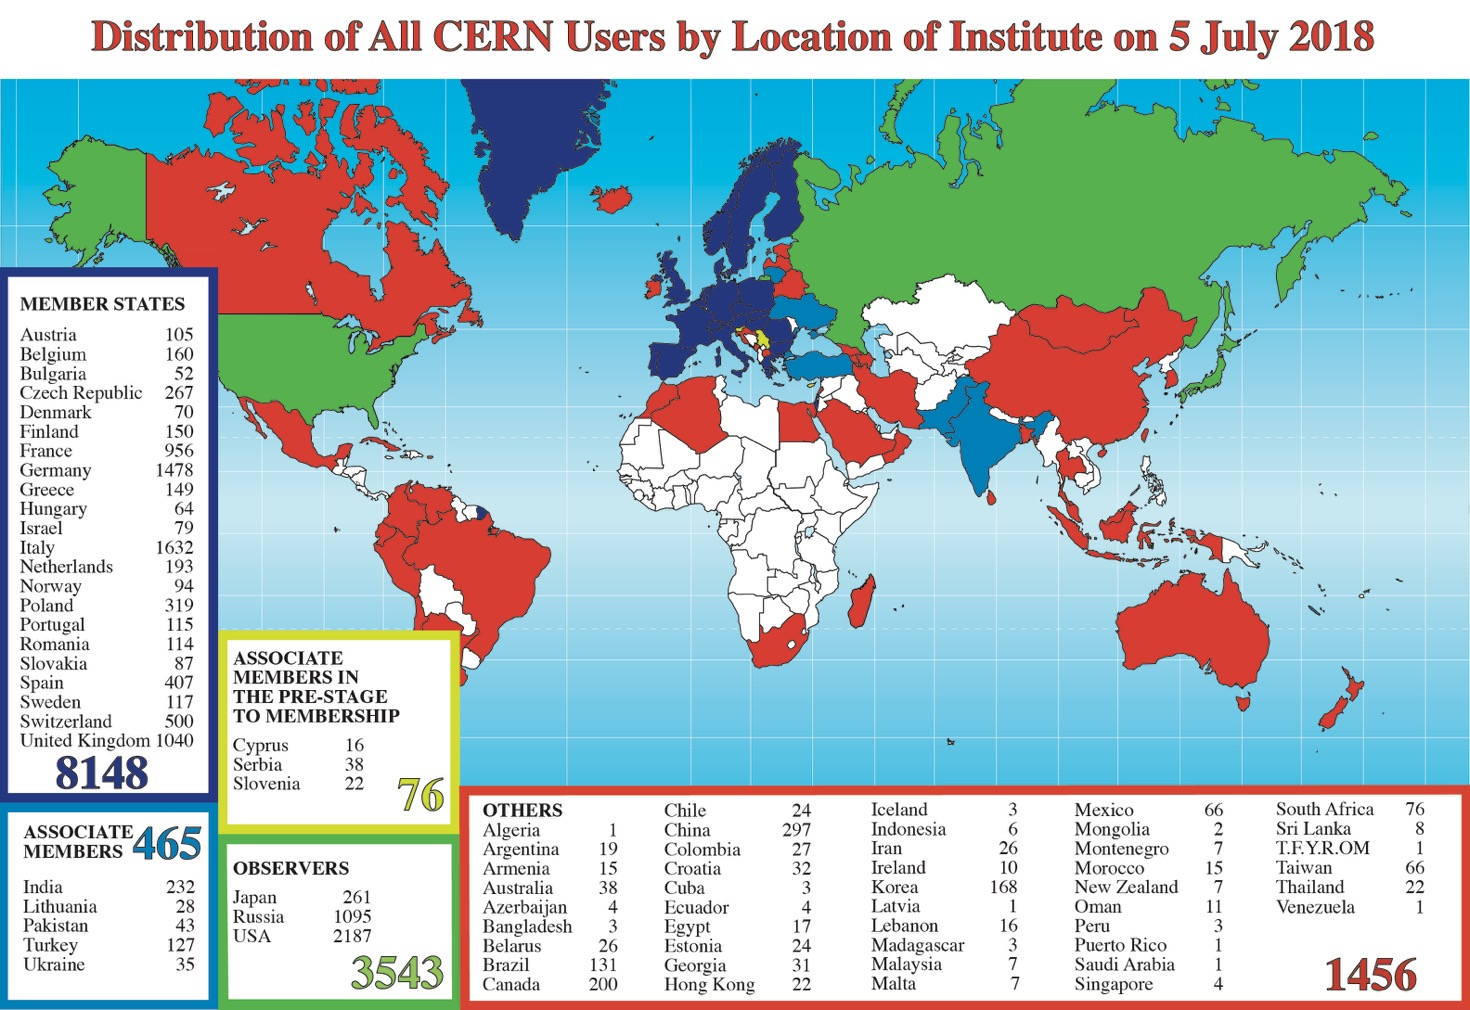 Distribution of All CERN Users by Location of Institute on 5 July 2018
MEMBER STATES
Austria 105
Belgium 160
Bulgaria 52
Czech Republic 267
Denmark 70
Finland 150
France 956
Germany 1478
Greece 149
Hungary 64
Israel 79
Italy 1632
Netherlands 193
Norway 94
Poland 319
Portugal 115
Romania 114
Slovakia 87
Spain 407
Sweden 117
Switzerland 500
United Kingdom 1040
8148
ASSOCIATE
MEMBERS 465
India 232
Lithuania 28
Pakistan 43
Turkey 127
Ukraine 35
ASSOCIATE
MEMBERS IN
THE PRE-STAGE
TO MEMBERSHIP
Cyprus 16
Serbia 38
Slovenia 22
76
OBSERVERS
Japan 261
Russia 1095
USA 2187
3543
OTHERS
Algeria 1
Argentina 19
Armenia 15
Australia 38
Azerbaijan 4
Bangladesh 3
Belarus 26
Brazil 131
Canada 200
Chile 24
China 297
Colombia 27
Croatia 32
Cuba 3
Ecuador 4
Egypt 17
Estonia 24
Georgia 31
Hong Kong 22
Iceland 3
Indonesia 6
Iran 26
Ireland 10
Korea 168
Latvia 1
Lebanon 16
Madagascar 3
Malaysia 7
Malta 7
Mexico 66
Mongolia 2
Montenegro 7
Morocco 15
New Zealand 7
Oman 11
Peru 3
Puerto Rico 1
Saudi Arabia 1
Singapore 4
South Africa 76
Sri Lanka 8
T.F.Y.R.OM 1
Taiwan 66
Thailand 22
Venezuela 1
1456